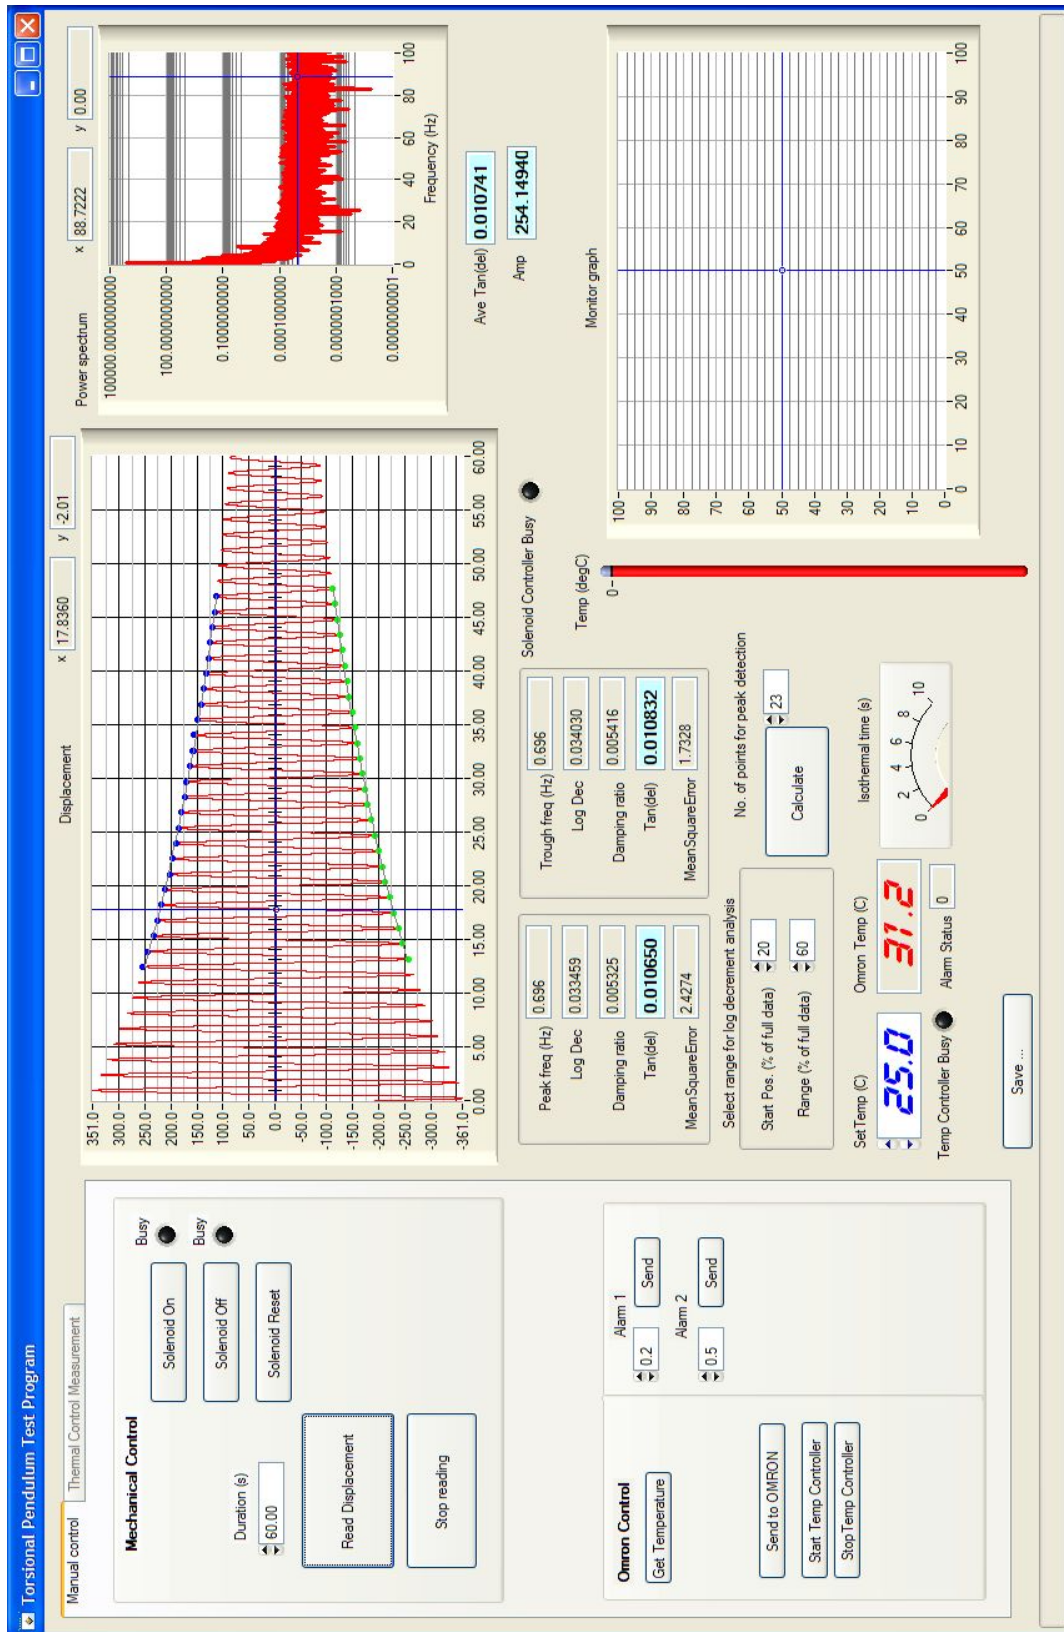 Torsional Pendulum Test Program
Manual control
Thermal Control Measurement
Mechanical Control
Duration (s)
60.00
Read Displacement
Stop reading
Solenoid On
Busy
Solenoid Off
Busy
Solenoid Reset
Omron Control
Get Temperature
Send to OMRON
Start Temp Controller
Stop Temp Controller
Alarm 1
0.2
Send
Alarm 2
0.5
Send
Displacement
x 17.8360 y -2.01
351.0
300.0
250.0
200.0
150.0
100.0
50.0
0.0
-50.0
-100.0
-150.0
-200.0
-250.0
-300.0
-361.0
0.00 5.00 10.00 15.00 20.00 25.00 30.00 35.00 40.00 45.00 50.00 55.00 60.00
Power spectrum
x 88.7222 y 0.00
100000.0000000000
100.0000000000
0.1000000000
0.0001000000
0.0000001000
0.0000000001
0 20 40 60 80 100
Frequency (Hz)
Ave Tan(del) 0.010741
Amp 254.14940
Peak freq (Hz) 0.696
Log Dec 0.033459
Damping ratio 0.005325
Tan(del) 0.010650
MeanSquareError 2.4274
Trough freq (Hz) 0.696
Log Dec 0.034030
Damping ratio 0.005416
Tan(del) 0.010832
MeanSquareError 1.7328
Solenoid Controller Busy
Select range for log decrement analysis
Start Pos. (% of full data) 20
Range (% of full data) 60
No. of points for peak detection
23
Calculate
Set Temp (C)
25.0
Temp Controller Busy
Omron Temp (C)
31.2
Alarm Status 0
Isothermal time (s)
0 2 4 6 8 10
Temp (degC)
0
Monitor graph
100
90
80
70
60
50
40
30
20
10
0
0 10 20 30 40 50 60 70 80 90 100
Save ...